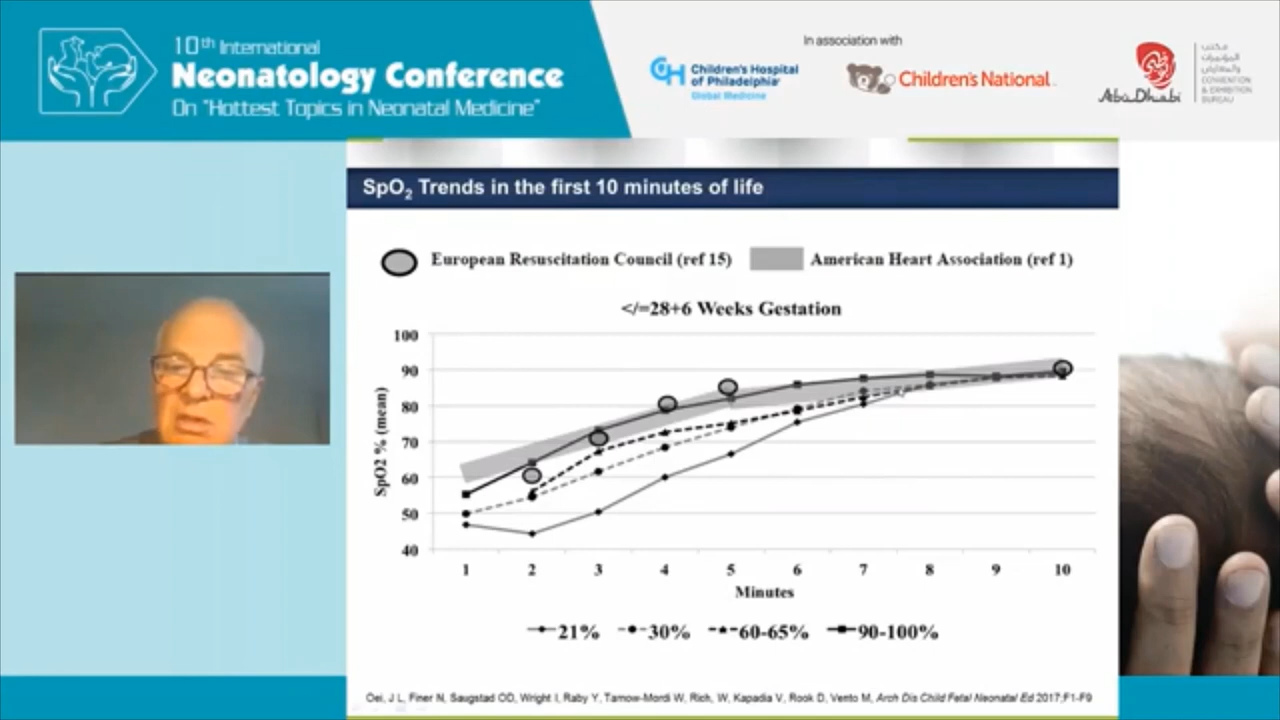 10th International
Neonatology Conference
On "Hottest Topics in Neonatal Medicine"
In association with
Children's Hospital
of Philadelphia
Global Medicine
Children's National
Abu Dhabi
CONVENTION
& EXHIBITION
BUREAU
SpO2 Trends in the first 10 minutes of life
European Resuscitation Council (ref 15)
American Heart Association (ref 1)
</=28+6 Weeks Gestation
SpO2 % (mean)
100
90
80
70
60
50
40
1 2 3 4 5 6 7 8 9 10
Minutes
21% 30% 60-65% 90-100%
Oei, J L, Finer N, Saugstad OD, Wright I, Raby Y, Tarnow-Mordi W, Rich, W, Kapadia V, Rook D, Vento M, Arch Dis Child Fetal Neonatal Ed 2017;F1-F9